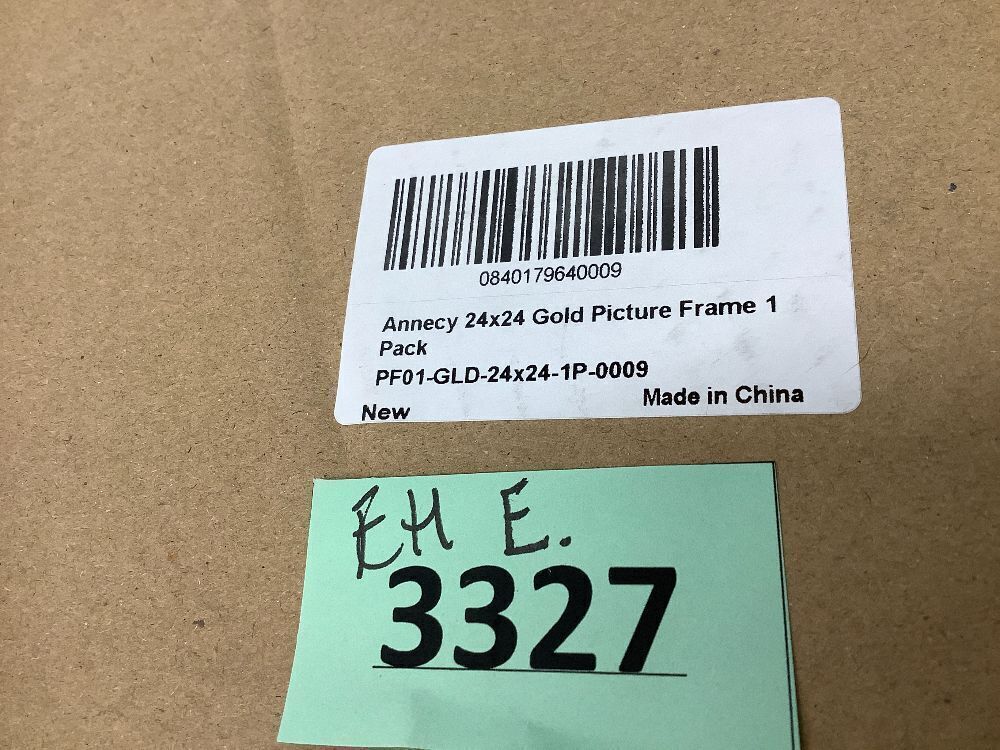 0840179640009
Annecy 24x24 Gold Picture Frame 1
Pack
PF01-GLD-24x24-1P-0009
New Made in China
EH E.
3327